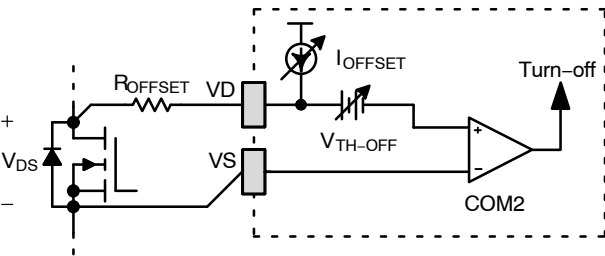 I_OFFSET
Turn−off
R_OFFSET VD
+
V_TH−OFF
+
V_DS
VS
−
−
COM2